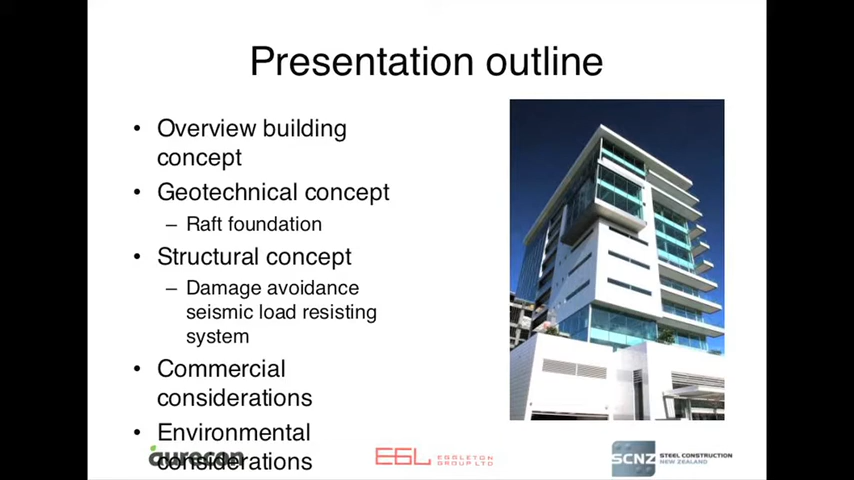 Presentation outline
• Overview building
concept
• Geotechnical concept
– Raft foundation
• Structural concept
– Damage avoidance
seismic load resisting
system
• Commercial
considerations
• Environmental
considerations
aurecon
EGL EGGLETON
GROUP LTD
SCNZ STEEL CONSTRUCTION
NEW ZEALAND